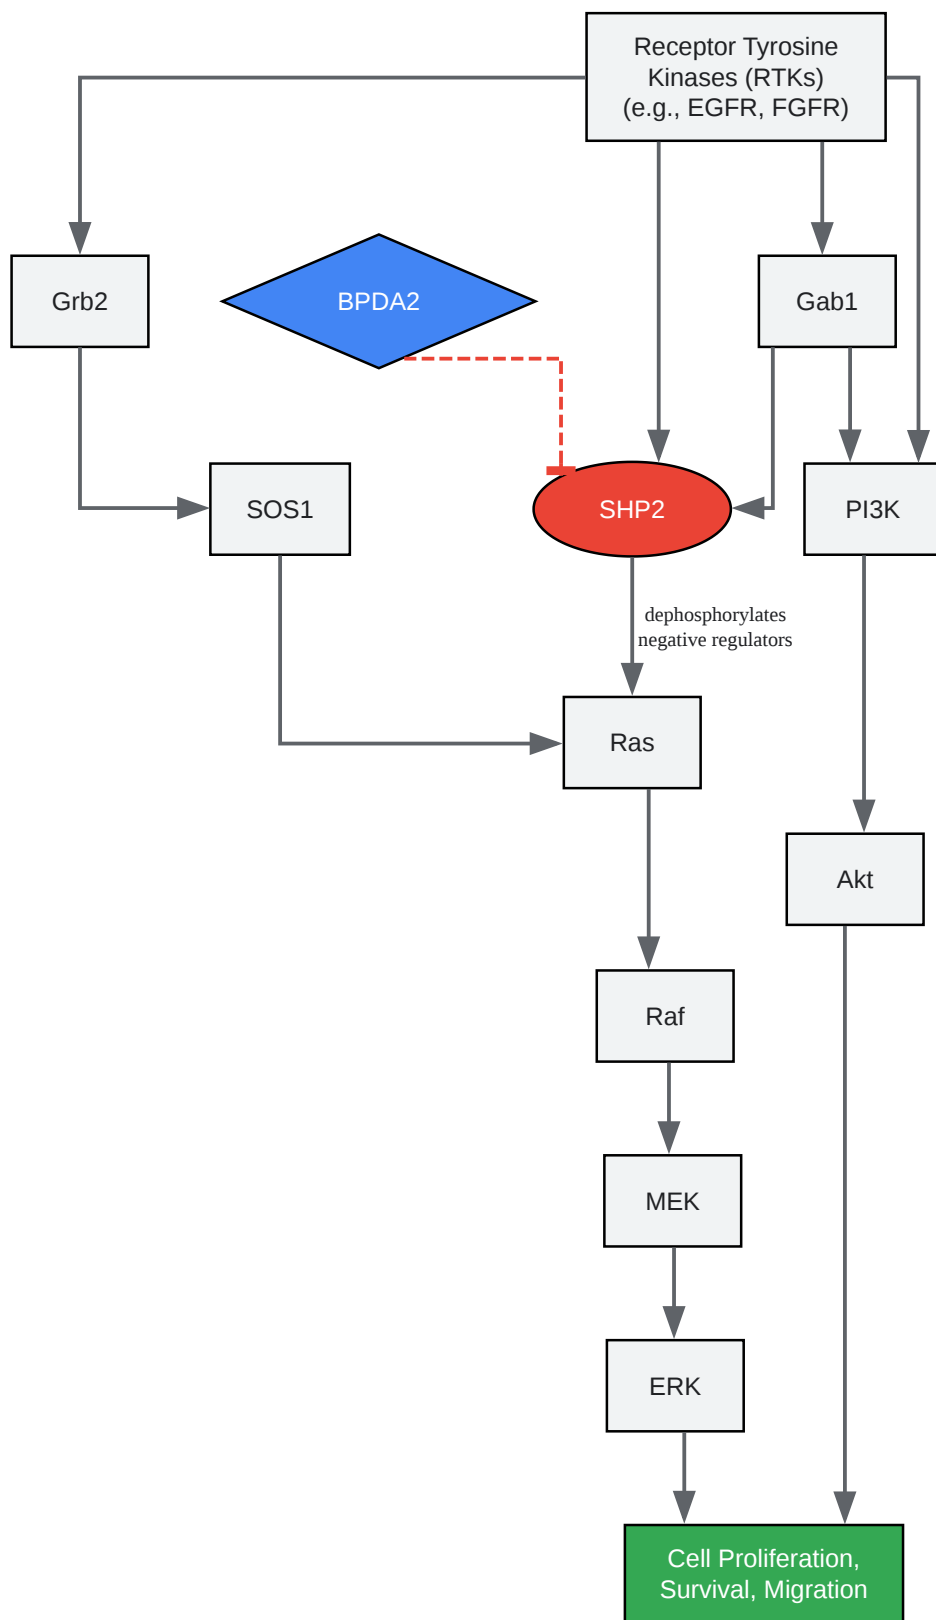 Receptor Tyrosine
Kinases (RTKs)
(e.g., EGFR, FGFR)
Grb2
BPDA2
Gab1
SOS1
SHP2
PI3K
dephosphorylates
negative regulators
Ras
Akt
Raf
MEK
ERK
Cell Proliferation,
Survival, Migration